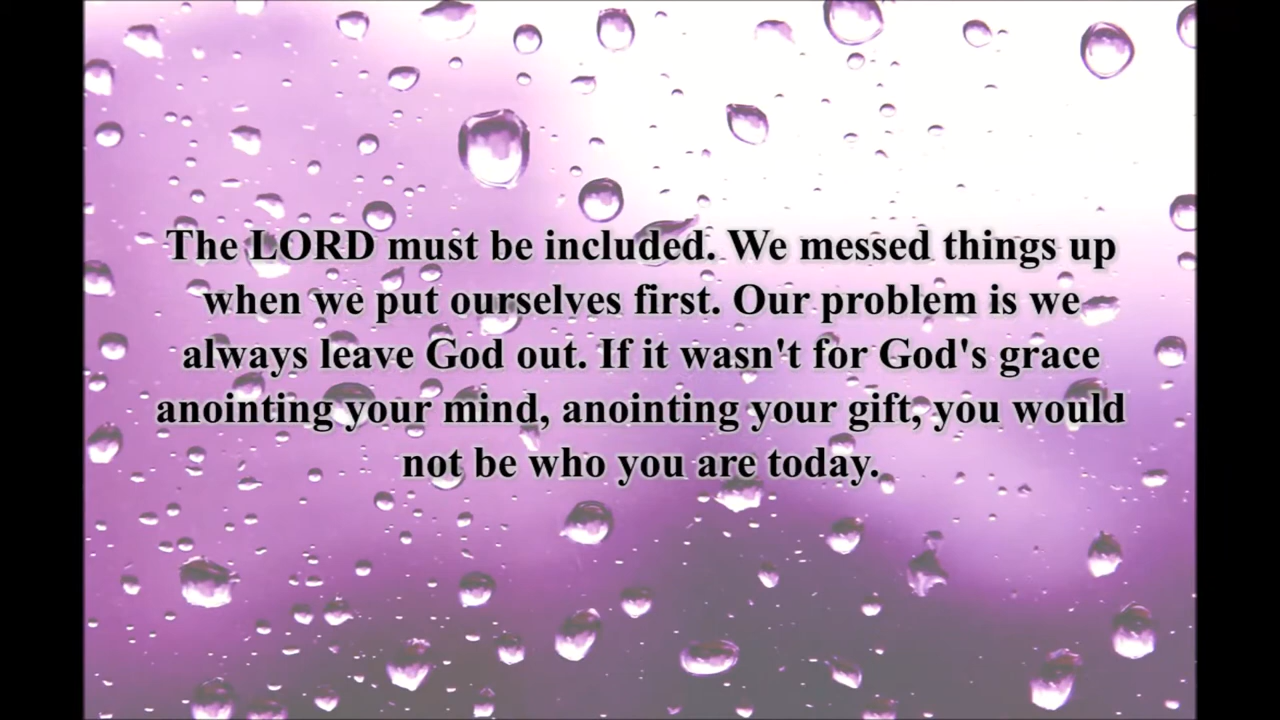 The LORD must be included. We messed things up
when we put ourselves first. Our problem is we
always leave God out. If it wasn't for God's grace
anointing your mind, anointing your gift, you would
not be who you are today.